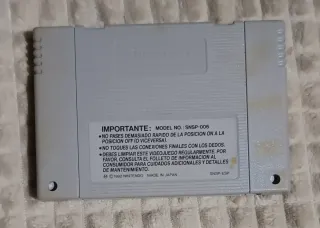 IMPORTANTE: MODEL NO.: SNSP-006
• NO PASES DEMASIADO RAPIDO DE LA POSICION ON A LA
POSICION OFF (O VICEVERSA).
• NO TOQUES LAS CONEXIONES FINALES CON LOS DEDOS.
• DEBES LIMPIAR ESTE VIDEOJUEGO REGULARMENTE. POR
FAVOR, CONSULTA EL FOLLETO DE INFORMACION AL
CONSUMIDOR PARA CUIDADOS ADICIONALES Y DETALLES
DE MANTENIMIENTO.
© 1992 NINTENDO MADE IN JAPAN